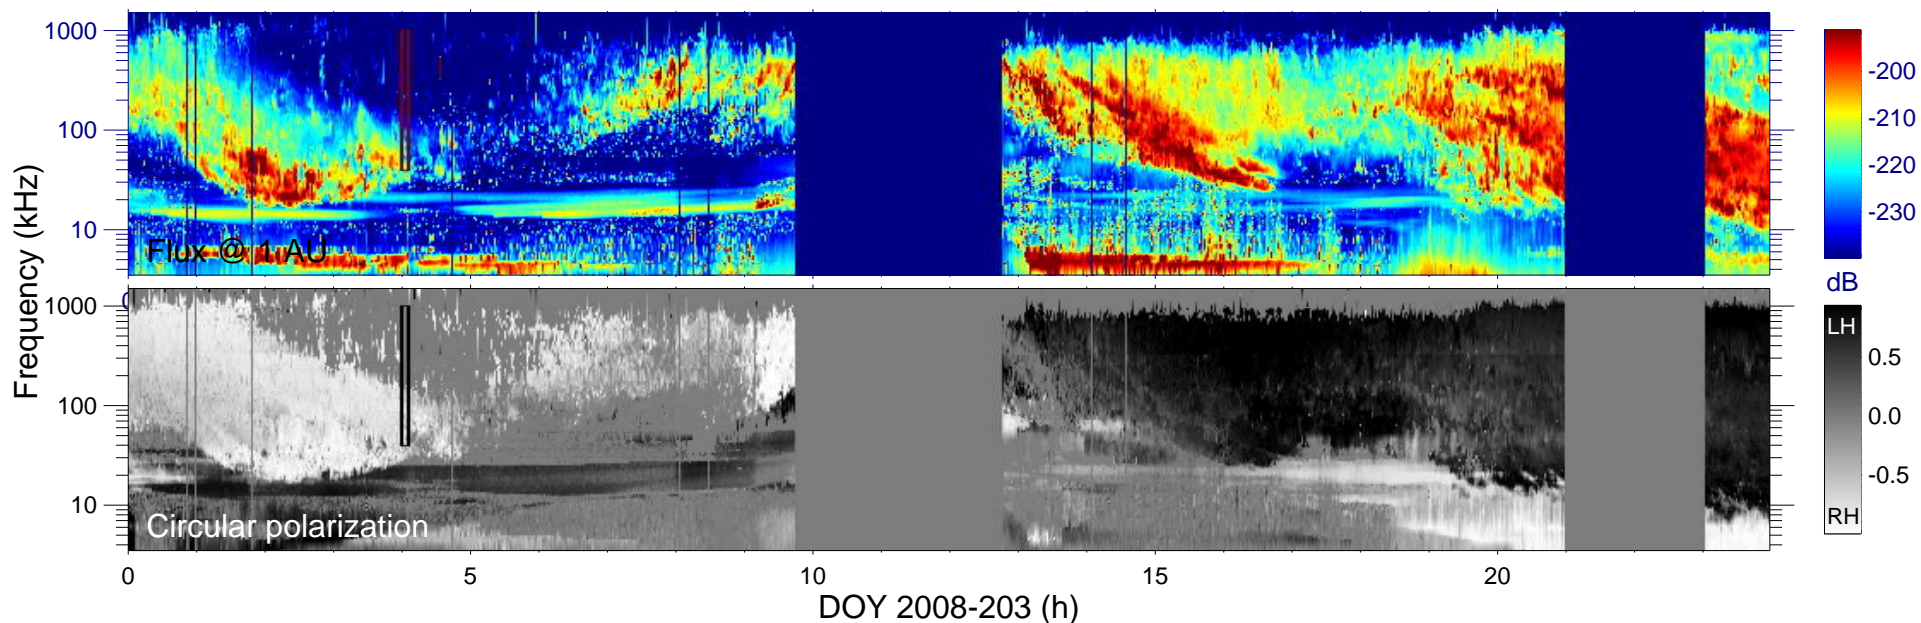 1000
100
10
Frequency (kHz)
Flux @ 1 AU
-200
-210
-220
-230
dB
0
1000
100
10
Circular polarization
LH
0.5
0.0
-0.5
RH
0
5
10
15
20
DOY 2008-203 (h)